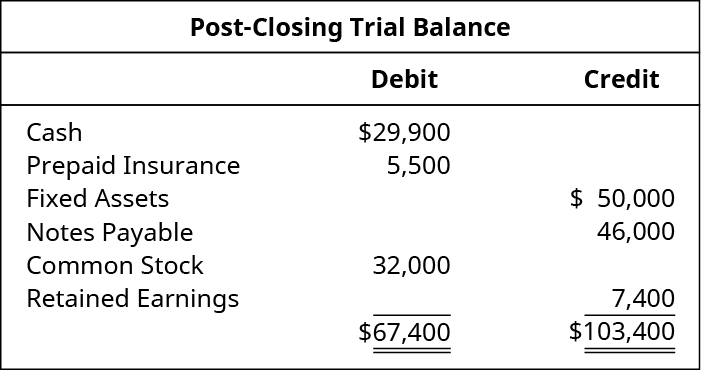 Post-Closing Trial Balance
Debit Credit
Cash $29,900
Prepaid Insurance 5,500
Fixed Assets $ 50,000
Notes Payable 46,000
Common Stock 32,000
Retained Earnings 7,400
$67,400 $103,400